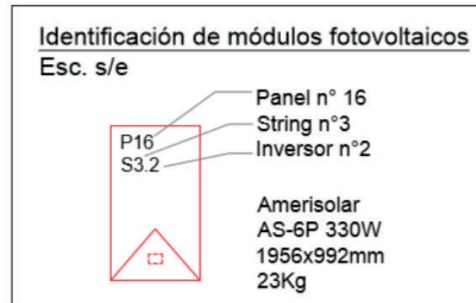 Identificación de módulos fotovoltaicos
Esc. s/e
P16
S3.2
Panel n° 16
String n°3
Inversor n°2
Amerisolar
AS-6P 330W
1956x992mm
23Kg